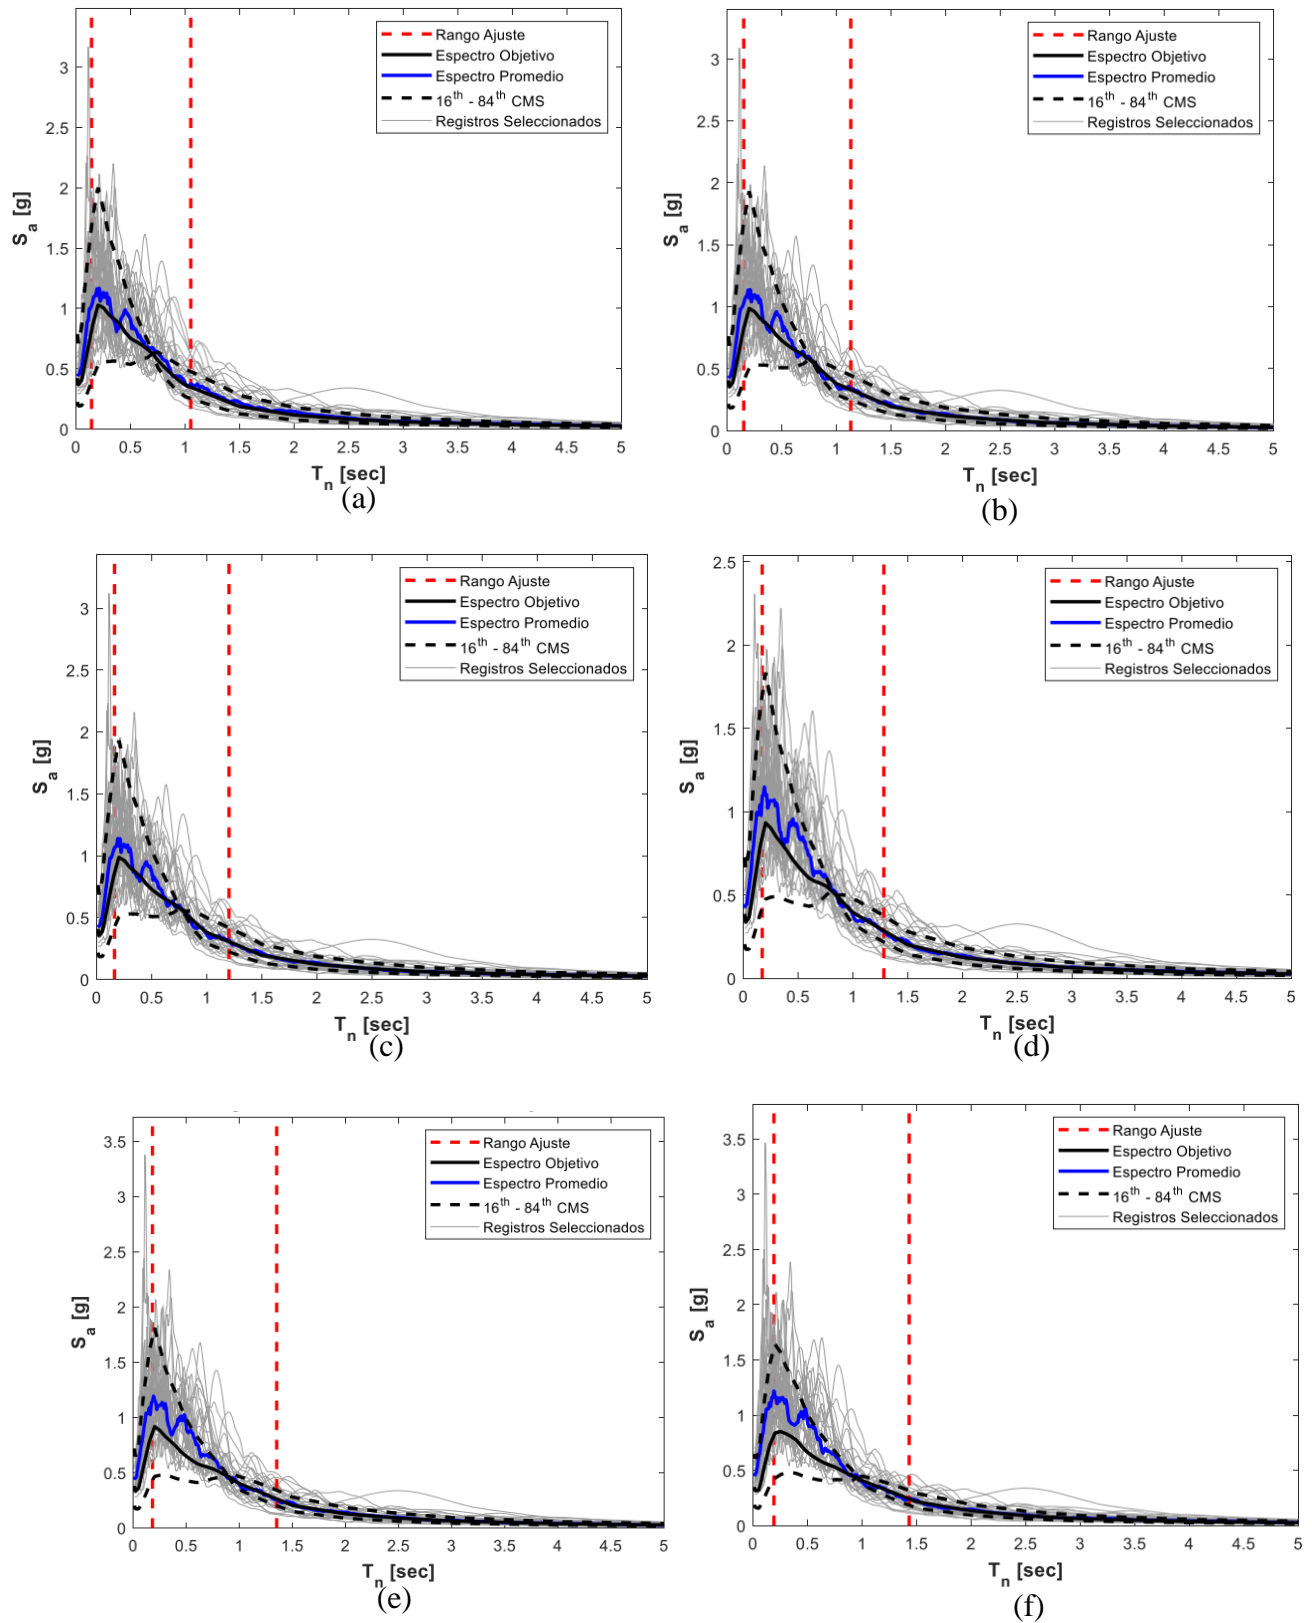 3
2.5
2
1.5
1
0.5
0
S a [g]
Rango Ajuste
Espectro Objetivo
Espectro Promedio
16th - 84th CMS
Registros Seleccionados
0 0.5 1 1.5 2 2.5 3 3.5 4 4.5 5
T n [sec]
(a)
3
2.5
2
1.5
1
0.5
0
S a [g]
Rango Ajuste
Espectro Objetivo
Espectro Promedio
16th - 84th CMS
Registros Seleccionados
0 0.5 1 1.5 2 2.5 3 3.5 4 4.5 5
T n [sec]
(b)
3
2.5
2
1.5
1
0.5
0
S a [g]
Rango Ajuste
Espectro Objetivo
Espectro Promedio
16th - 84th CMS
Registros Seleccionados
0 0.5 1 1.5 2 2.5 3 3.5 4 4.5 5
T n [sec]
(c)
2.5
2
1.5
1
0.5
0
S a [g]
Rango Ajuste
Espectro Objetivo
Espectro Promedio
16th - 84th CMS
Registros Seleccionados
0 0.5 1 1.5 2 2.5 3 3.5 4 4.5 5
T n [sec]
(d)
3.5
3
2.5
2
1.5
1
0.5
0
S a [g]
Rango Ajuste
Espectro Objetivo
Espectro Promedio
16th - 84th CMS
Registros Seleccionados
0 0.5 1 1.5 2 2.5 3 3.5 4 4.5 5
T n [sec]
(e)
3.5
3
2.5
2
1.5
1
0.5
0
S a [g]
Rango Ajuste
Espectro Objetivo
Espectro Promedio
16th - 84th CMS
Registros Seleccionados
0 0.5 1 1.5 2 2.5 3 3.5 4 4.5 5
T n [sec]
(f)